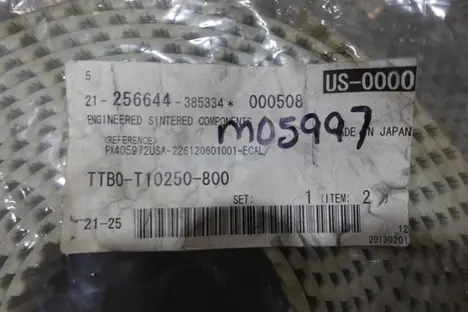 5
US-0000
21-256644-385334* 000508
ENGINEERED SINTERED COMPONENTS
m05997
MADE IN JAPAN
<REFERENCE>
PX405972USA-226120601001-ECAL/
TTBO-T10250-800
SET: 1 (ITEM: 2
21-25
12
20130201